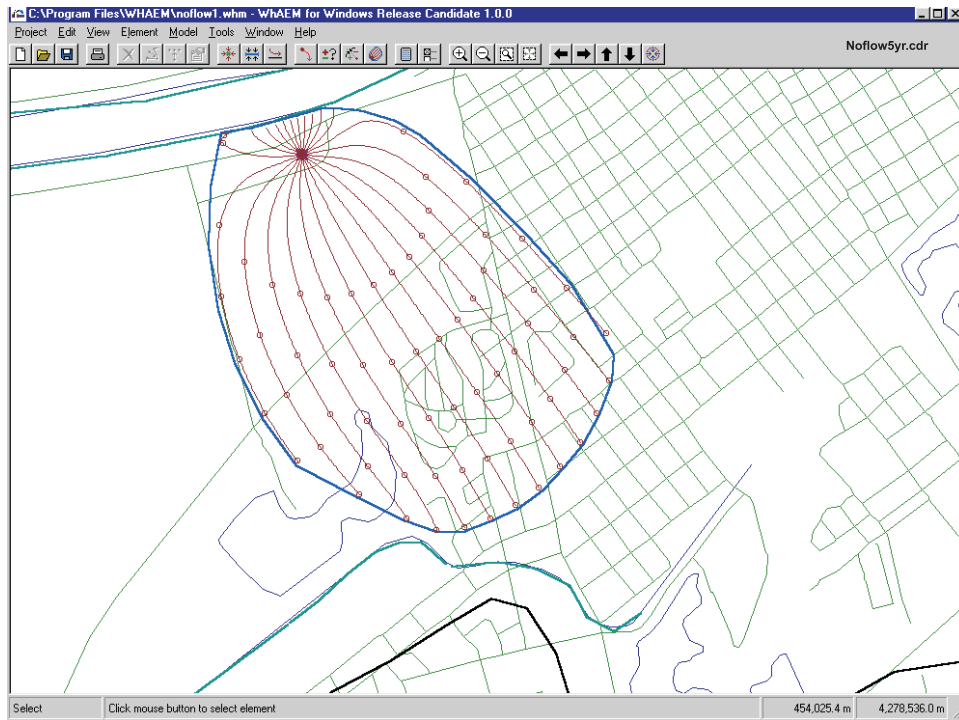 C:\Program Files\WHAEM\noflow1.whm - WhAEM for Windows Release Candidate 1.0.0
Project Edit View Element Model Tools Window Help
Noflow5yr.cdr
Select Click mouse button to select element 454,025.4 m 4,278,536.0 m